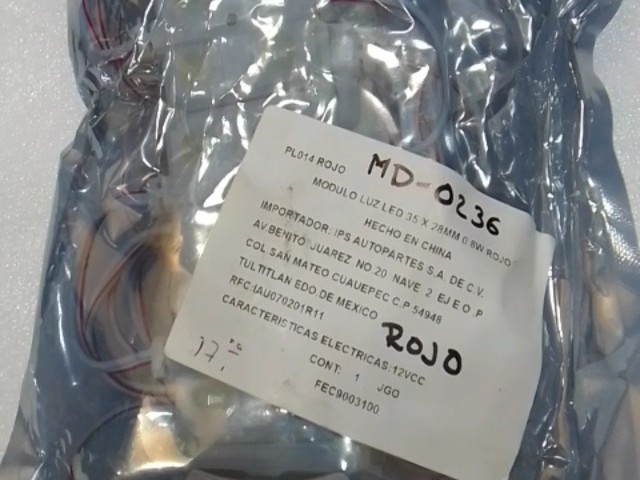 PL014 ROJO MD-0236
MODULO LUZ LED 35 X 28MM 0.8W ROJO
HECHO EN CHINA
IMPORTADOR: IPS AUTOPARTES S.A. DE C.V.
AV.BENITO JUAREZ NO.20 NAVE 2 EJ E O .P
COL SAN MATEO CUAUEPEC C.P 54948
TULTITLAN EDO.DE MEXICO
RFC:IAU070201R11
ROJO
CARACTERISTICAS ELECTRICAS:12VCC
CONT: 1 JGO
FEC9003100
17.